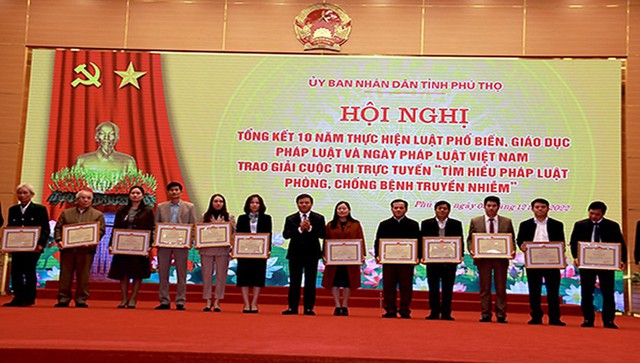 ỦY BAN NHÂN DÂN TỈNH PHÚ THỌ
HỘI NGHỊ
TỔNG KẾT 10 NĂM THỰC HIỆN LUẬT PHỔ BIẾN, GIÁO DỤC
PHÁP LUẬT VÀ NGÀY PHÁP LUẬT VIỆT NAM
TRAO GIẢI CUỘC THI TRỰC TUYẾN "TÌM HIỂU PHÁP LUẬT
PHÒNG, CHỐNG BỆNH TRUYỀN NHIỄM"
12.2022